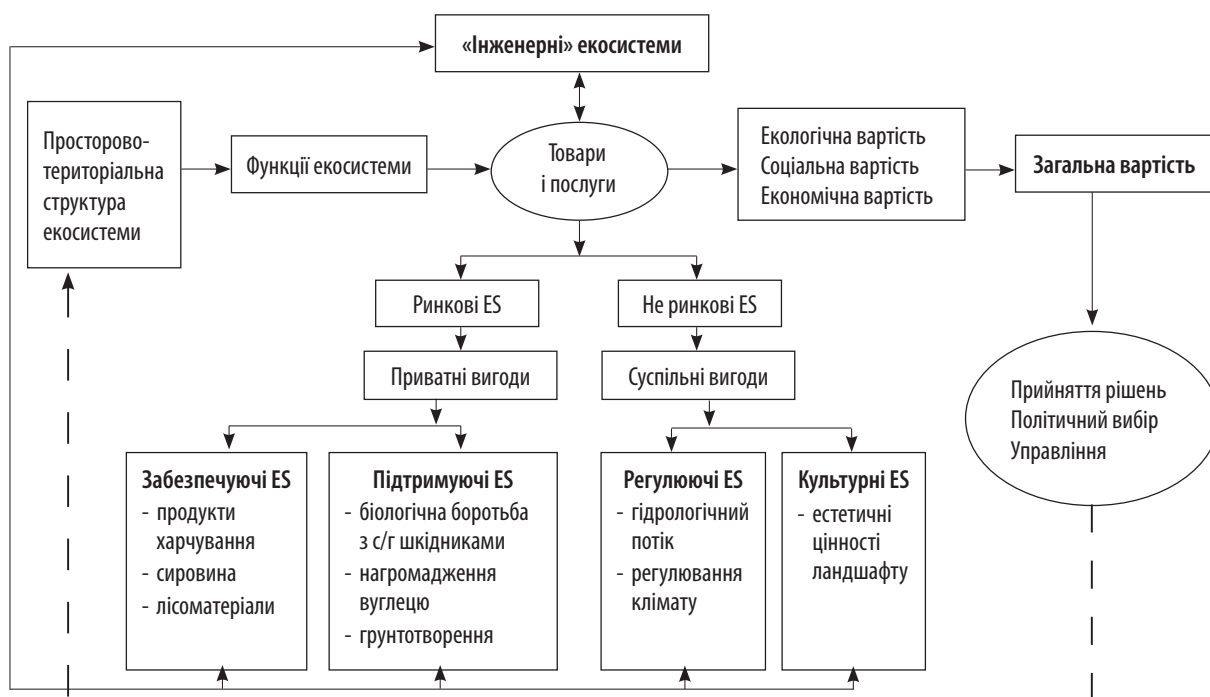 «Інженерні» екосистеми
Просторово-
територіальна
структура
екосистеми
Функції екосистеми
Товари
і послуги
Екологічна вартість
Соціальна вартість
Економічна вартість
Загальна вартість
Ринкові ES
Не ринкові ES
Приватні вигоди
Суспільні вигоди
Прийняття рішень
Політичний вибір
Управління
Забезпечуючі ES
- продукти
харчування
- сировина
- лісоматеріали
Підтримуючі ES
- біологічна боротьба
з с/г шкідниками
- нагромадження
вуглецю
- грунтотворення
Регулюючі ES
- гідрологічний
потік
- регулювання
клімату
Культурні ES
- естетичні
цінності
ландшафту